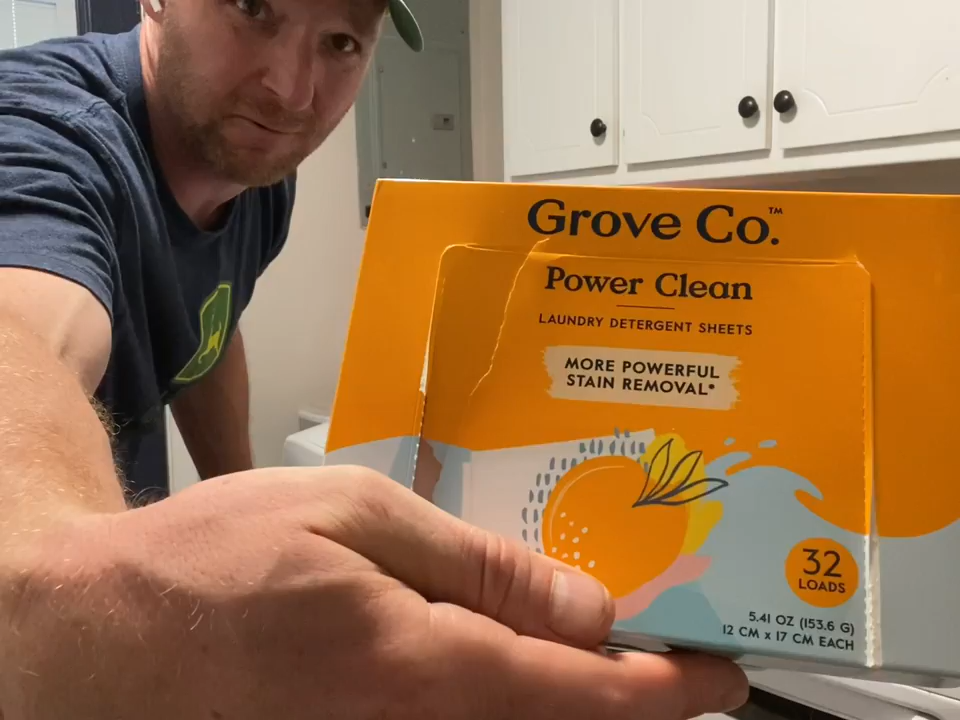 Grove Co.™
Power Clean
LAUNDRY DETERGENT SHEETS
MORE POWERFUL
STAIN REMOVAL*
32
LOADS
5.41 OZ (153.6 G)
12 CM x 17 CM EACH